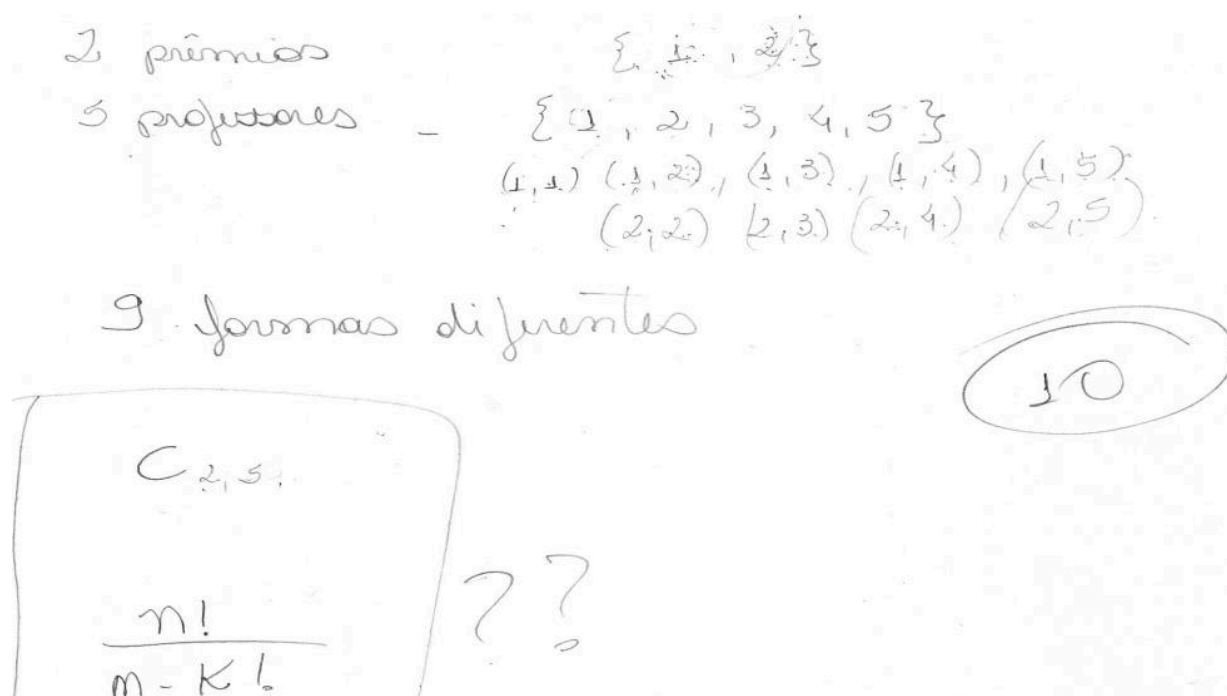 2 prêmios { 1 , 2 }
5 professores - { 1 , 2 , 3 , 4 , 5 }
(1,1) (1,2) , (1,3) , (1,4) , (1,5)
(2,2) (2,3) (2,4) (2,5)
9 formas diferentes
10
C 2,5
??
n!
n - K!